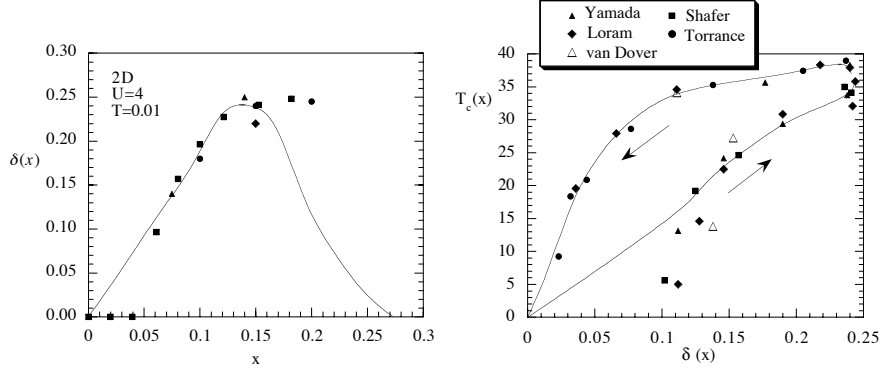 0.30
0.25
0.20
0.15
0.10
0.05
0.00
δ(x)
2D
U=4
T=0.01
0
0.05
0.1
0.15
0.2
0.25
0.3
x
Yamada
Shafer
Loram
Torrance
van Dover
40
35
30
25
20
15
10
5
0
T_c(x)
0
0.05
0.1
0.15
0.2
0.25
δ (x)